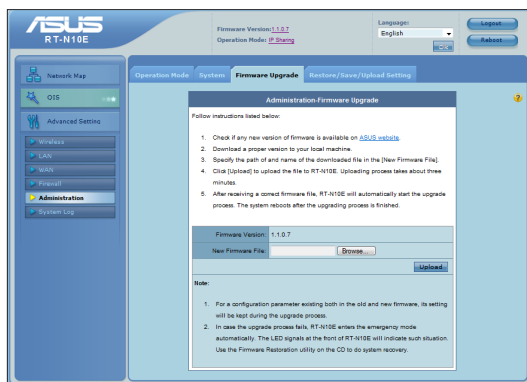 ASUS
RT-N10E
Firmware Version:1.1.0.7
Operation Mode: IP Sharing
Language:
English
Logout
Reboot
Network Map
QIS
Advanced Setting
Wireless
LAN
WAN
Firewall
Administration
System Log
Operation Mode
System
Firmware Upgrade
Restore/Save/Upload Setting
Administration-Firmware Upgrade
Follow instructions listed below:
1. Check if any new version of firmware is available on ASUS website.
2. Download a proper version to your local machine.
3. Specify the path of and name of the downloaded file in the [New Firmware File].
4. Click [Upload] to upload the file to RT-N10E. Uploading process takes about three
minutes.
5. After receiving a correct firmware file, RT-N10E will automatically start the upgrade
process. The system reboots after the upgrading process is finished.
Firmware Version: 1.1.0.7
New Firmware File: Browse...
Upload
Note:
1. For a configuration parameter existing both in the old and new firmware, its setting
will be kept during the upgrade process.
2. In case the upgrade process fails, RT-N10E enters the emergency mode
automatically. The LED signals at the front of RT-N10E will indicate such situation.
Use the Firmware Restoration utility on the CD to do system recovery.